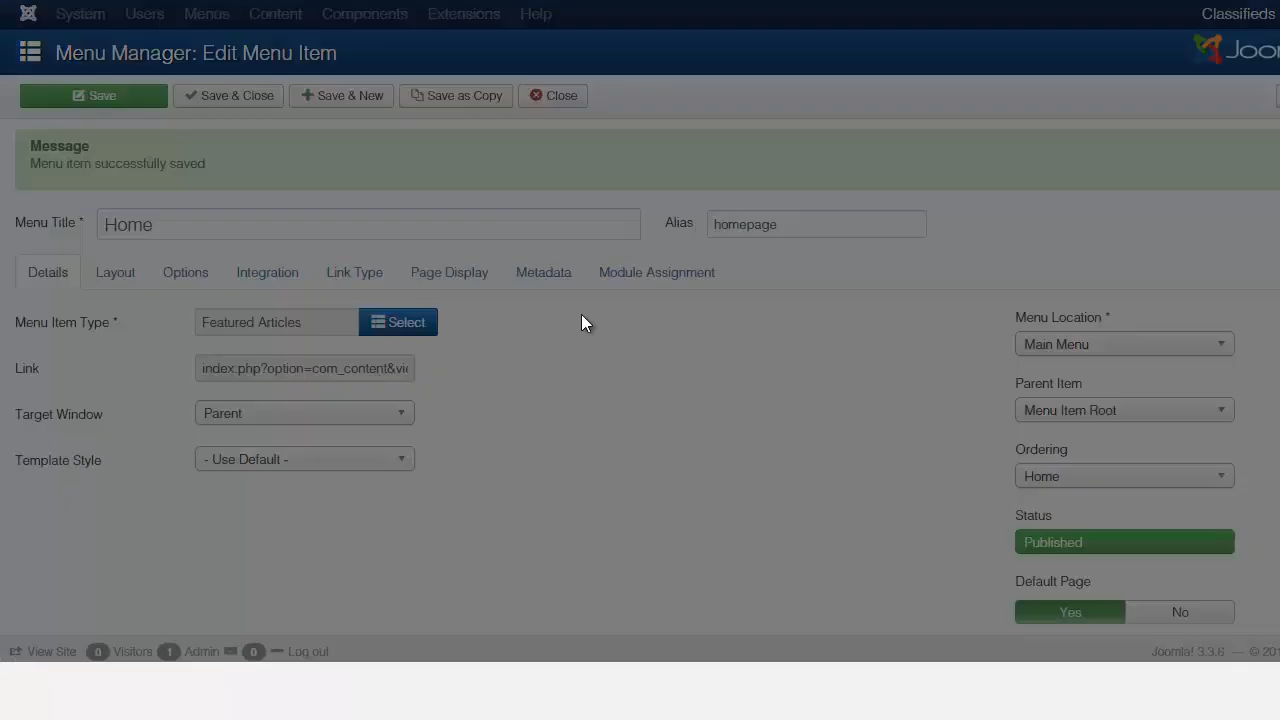 System Users Menus Content Components Extensions Help Classifieds
Menu Manager: Edit Menu Item
Save Save & Close Save & New Save as Copy Close
Message
Menu item successfully saved
Menu Title * Home Alias homepage
Details Layout Options Integration Link Type Page Display Metadata Module Assignment
Menu Item Type * Featured Articles Select
Link index.php?option=com_content&vi
Target Window Parent
Template Style - Use Default -
Menu Location *
Main Menu
Parent Item
Menu Item Root
Ordering
Home
Status
Published
Default Page
Yes No
View Site 0 Visitors 1 Admin 0 Log out Joomla! 3.3.6 — © 20